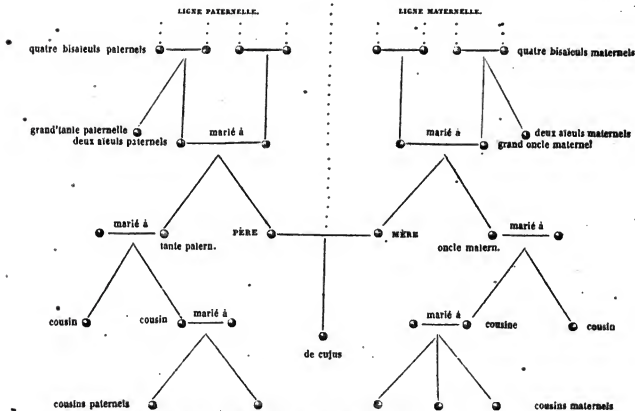 LIGNE PATERNELLE. LIGNE MATERNELLE.
quatre bisaïeuls paternels quatre bisaïeuls maternels
grand'tante paternelle marié à marié à deux aïeuls maternels
deux aïeuls paternels grand oncle maternel
marié à PÈRE MÈRE marié à
tante patern. oncle matern.
cousin cousin marié à marié à cousine cousin
de cujus
cousins paternels cousins maternels